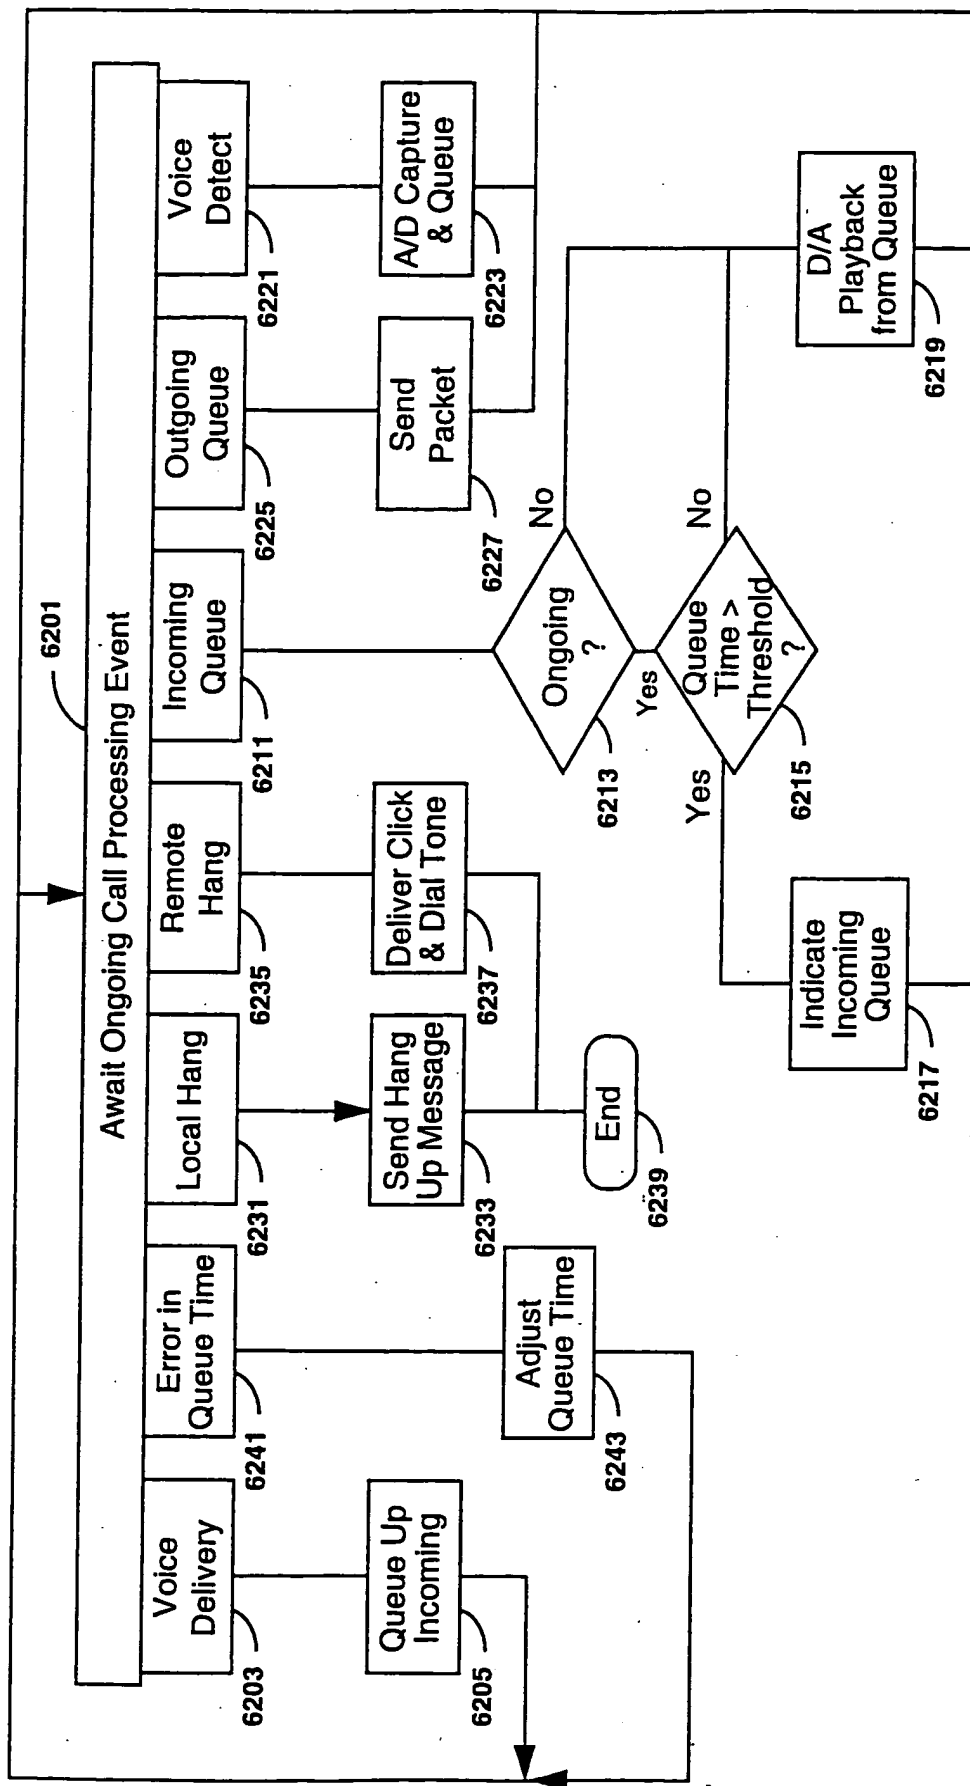 6201
Await Ongoing Call Processing Event
Voice
Delivery
6203
Error in
Queue Time
6241
Local Hang
6231
Remote
Hang
6235
Incoming
Queue
6211
Outgoing
Queue
6225
Voice
Detect
6221
Queue Up
Incoming
6205
Send Hang
Up Message
6233
Deliver Click
& Dial Tone
6237
Send
Packet
6227
A/D Capture
& Queue
6223
Adjust
Queue Time
6243
End
6239
Ongoing
?
6213
No
Yes
Queue
Time >
Threshold
?
6215
Yes
No
Indicate
Incoming
Queue
6217
D/A
Playback
from Queue
6219